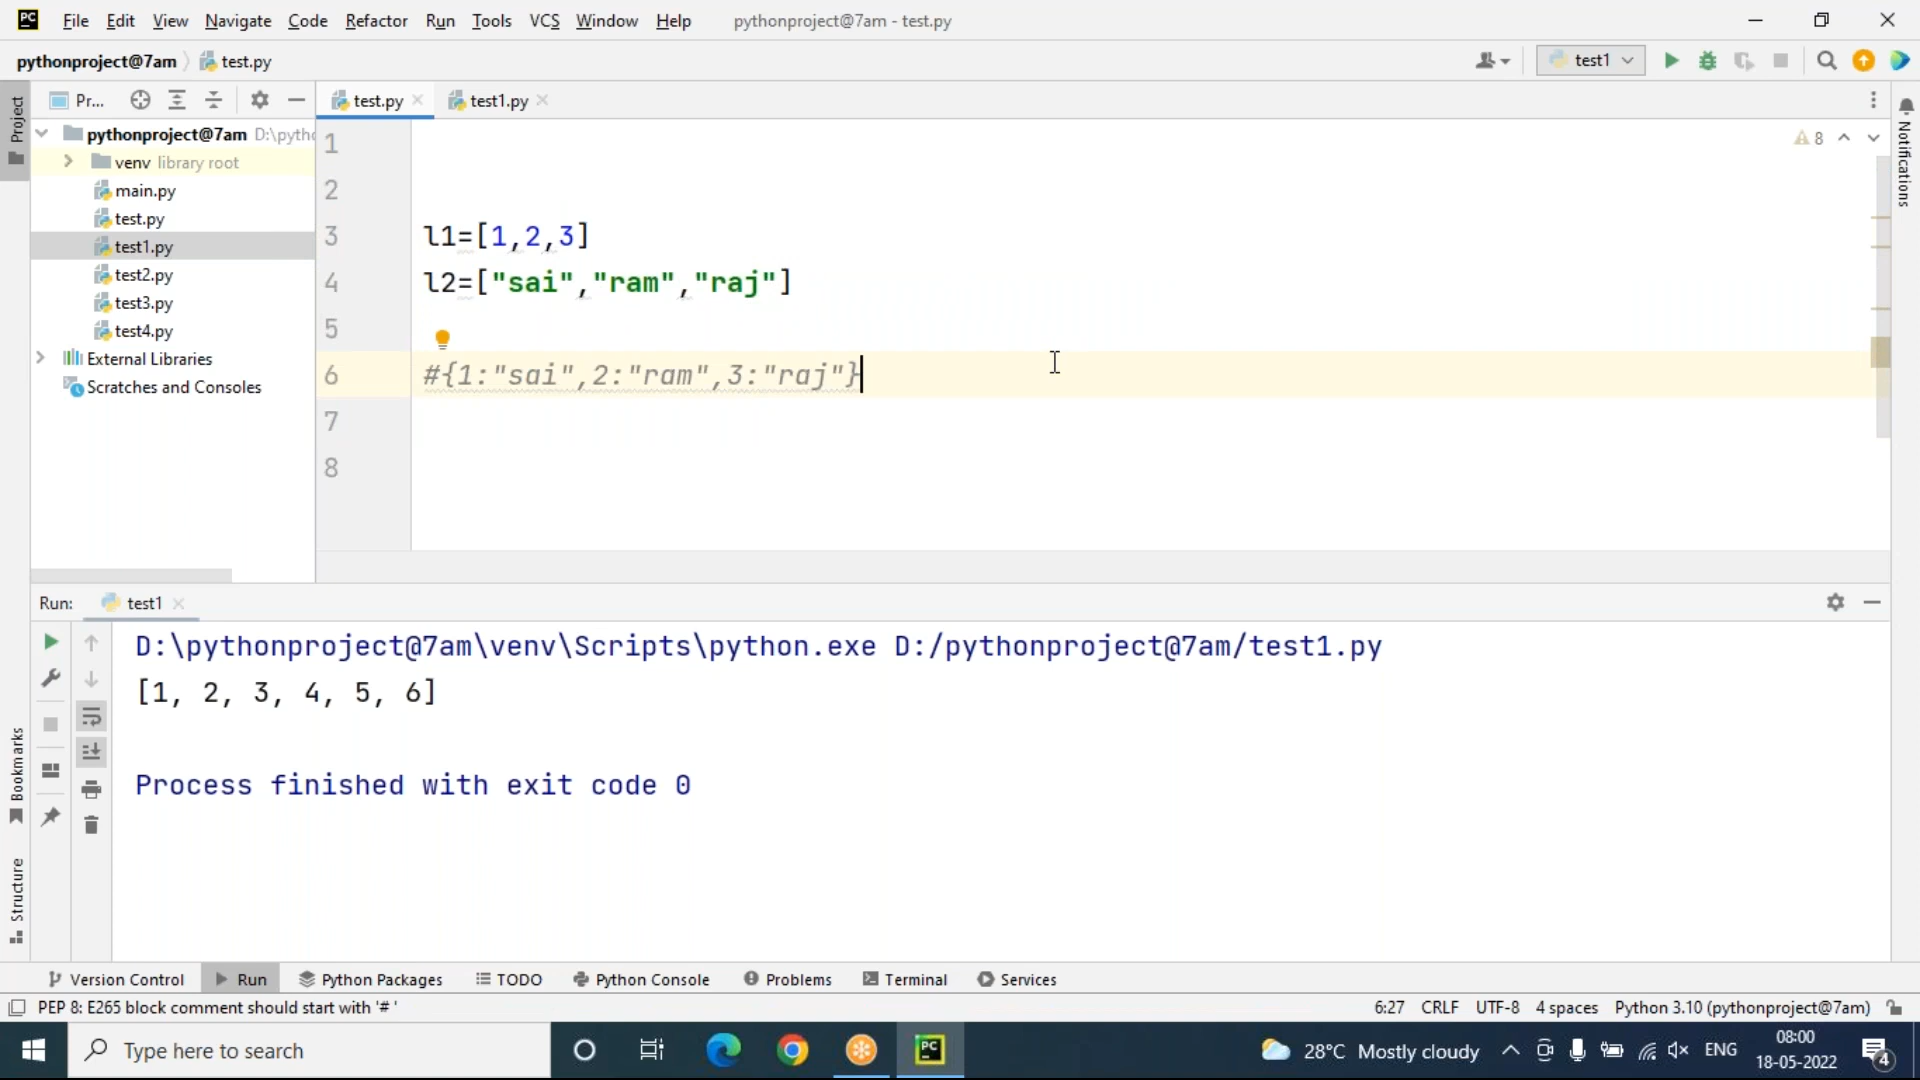 PC File Edit View Navigate Code Refactor Run Tools VCS Window Help pythonproject@7am - test.py
pythonproject@7am test.py test1
Project Pr... test.py test1.py Notifications
pythonproject@7am D:\pytho
venv library root
main.py
test.py
test1.py
test2.py
test3.py
test4.py
External Libraries
Scratches and Consoles
8
1
2
3 l1=[1,2,3]
4 l2=["sai","ram","raj"]
5
6 #{1:"sai",2:"ram",3:"raj"}
7
8
Run: test1
D:\pythonproject@7am\venv\Scripts\python.exe D:/pythonproject@7am/test1.py
[1, 2, 3, 4, 5, 6]
Process finished with exit code 0
Bookmarks
Structure
Version Control Run Python Packages TODO Python Console Problems Terminal Services
PEP 8: E265 block comment should start with '# ' 6:27 CRLF UTF-8 4 spaces Python 3.10 (pythonproject@7am)
Type here to search PC 28°C Mostly cloudy ENG 08:00
18-05-2022 4